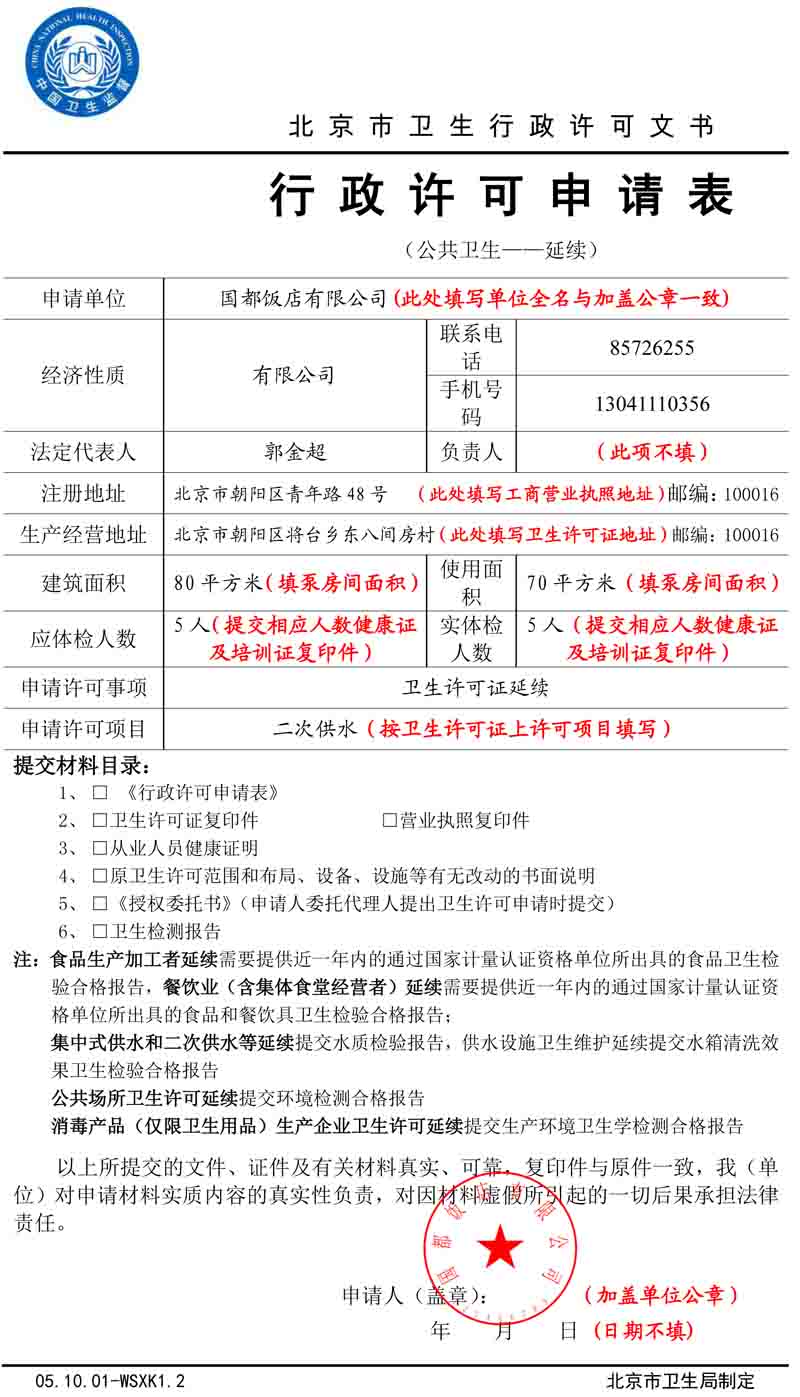 CHINA NATIONAL HEALTH INSPECTION
中国卫生监督
北京市卫生行政许可文书
行政许可申请表
（公共卫生——延续）
申请单位 国都饭店有限公司(此处填写单位全名与加盖公章一致)
经济性质 有限公司 联系电话 85726255
手机号码 13041110356
法定代表人 郭金超 负责人 （此项不填）
注册地址 北京市朝阳区青年路 48 号 （此处填写工商营业执照地址）邮编：100016
生产经营地址 北京市朝阳区将台乡东八间房村(此处填写卫生许可证地址）邮编：100016
建筑面积 80 平方米(填泵房间面积） 使用面积 70 平方米（填泵房间面积）
应体检人数 5 人(提交相应人数健康证及培训证复印件） 实体检人数 5 人（提交相应人数健康证及培训证复印件）
申请许可事项 卫生许可证延续
申请许可项目 二次供水（按卫生许可证上许可项目填写）
提交材料目录：
1、□ 《行政许可申请表》
2、□卫生许可证复印件 □营业执照复印件
3、□从业人员健康证明
4、□原卫生许可范围和布局、设备、设施等有无改动的书面说明
5、□《授权委托书》（申请人委托代理人提出卫生许可申请时提交）
6、□卫生检测报告
注：食品生产加工者延续需要提供近一年内的通过国家计量认证资格单位所出具的食品卫生检
验合格报告，餐饮业（含集体食堂经营者）延续需要提供近一年内的通过国家计量认证资
格单位所出具的食品和餐饮具卫生检验合格报告；
集中式供水和二次供水等延续提交水质检验报告，供水设施卫生维护延续提交水箱清洗效
果卫生检验合格报告
公共场所卫生许可延续提交环境检测合格报告
消毒产品（仅限卫生用品）生产企业卫生许可延续提交生产环境卫生学检测合格报告
以上所提交的文件、证件及有关材料真实、可靠，复印件与原件一致，我（单
位）对申请材料实质内容的真实性负责，对因材料虚假所引起的一切后果承担法律
责任。
国都饭店有限公司
申请人（盖章）： （加盖单位公章）
年 月 日 (日期不填)
05.10.01-WSXK1.2 北京市卫生局制定